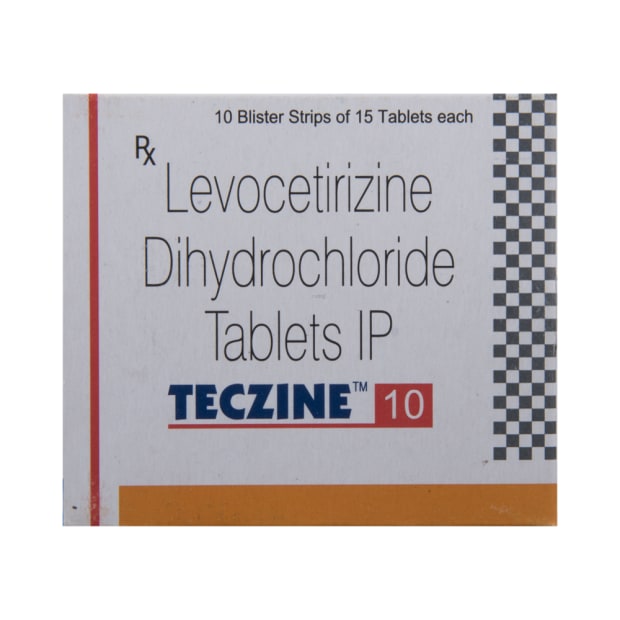 10 Blister Strips of 15 Tablets each
Rx
Levocetirizine
Dihydrochloride
Tablets IP
TECZINE™ 10